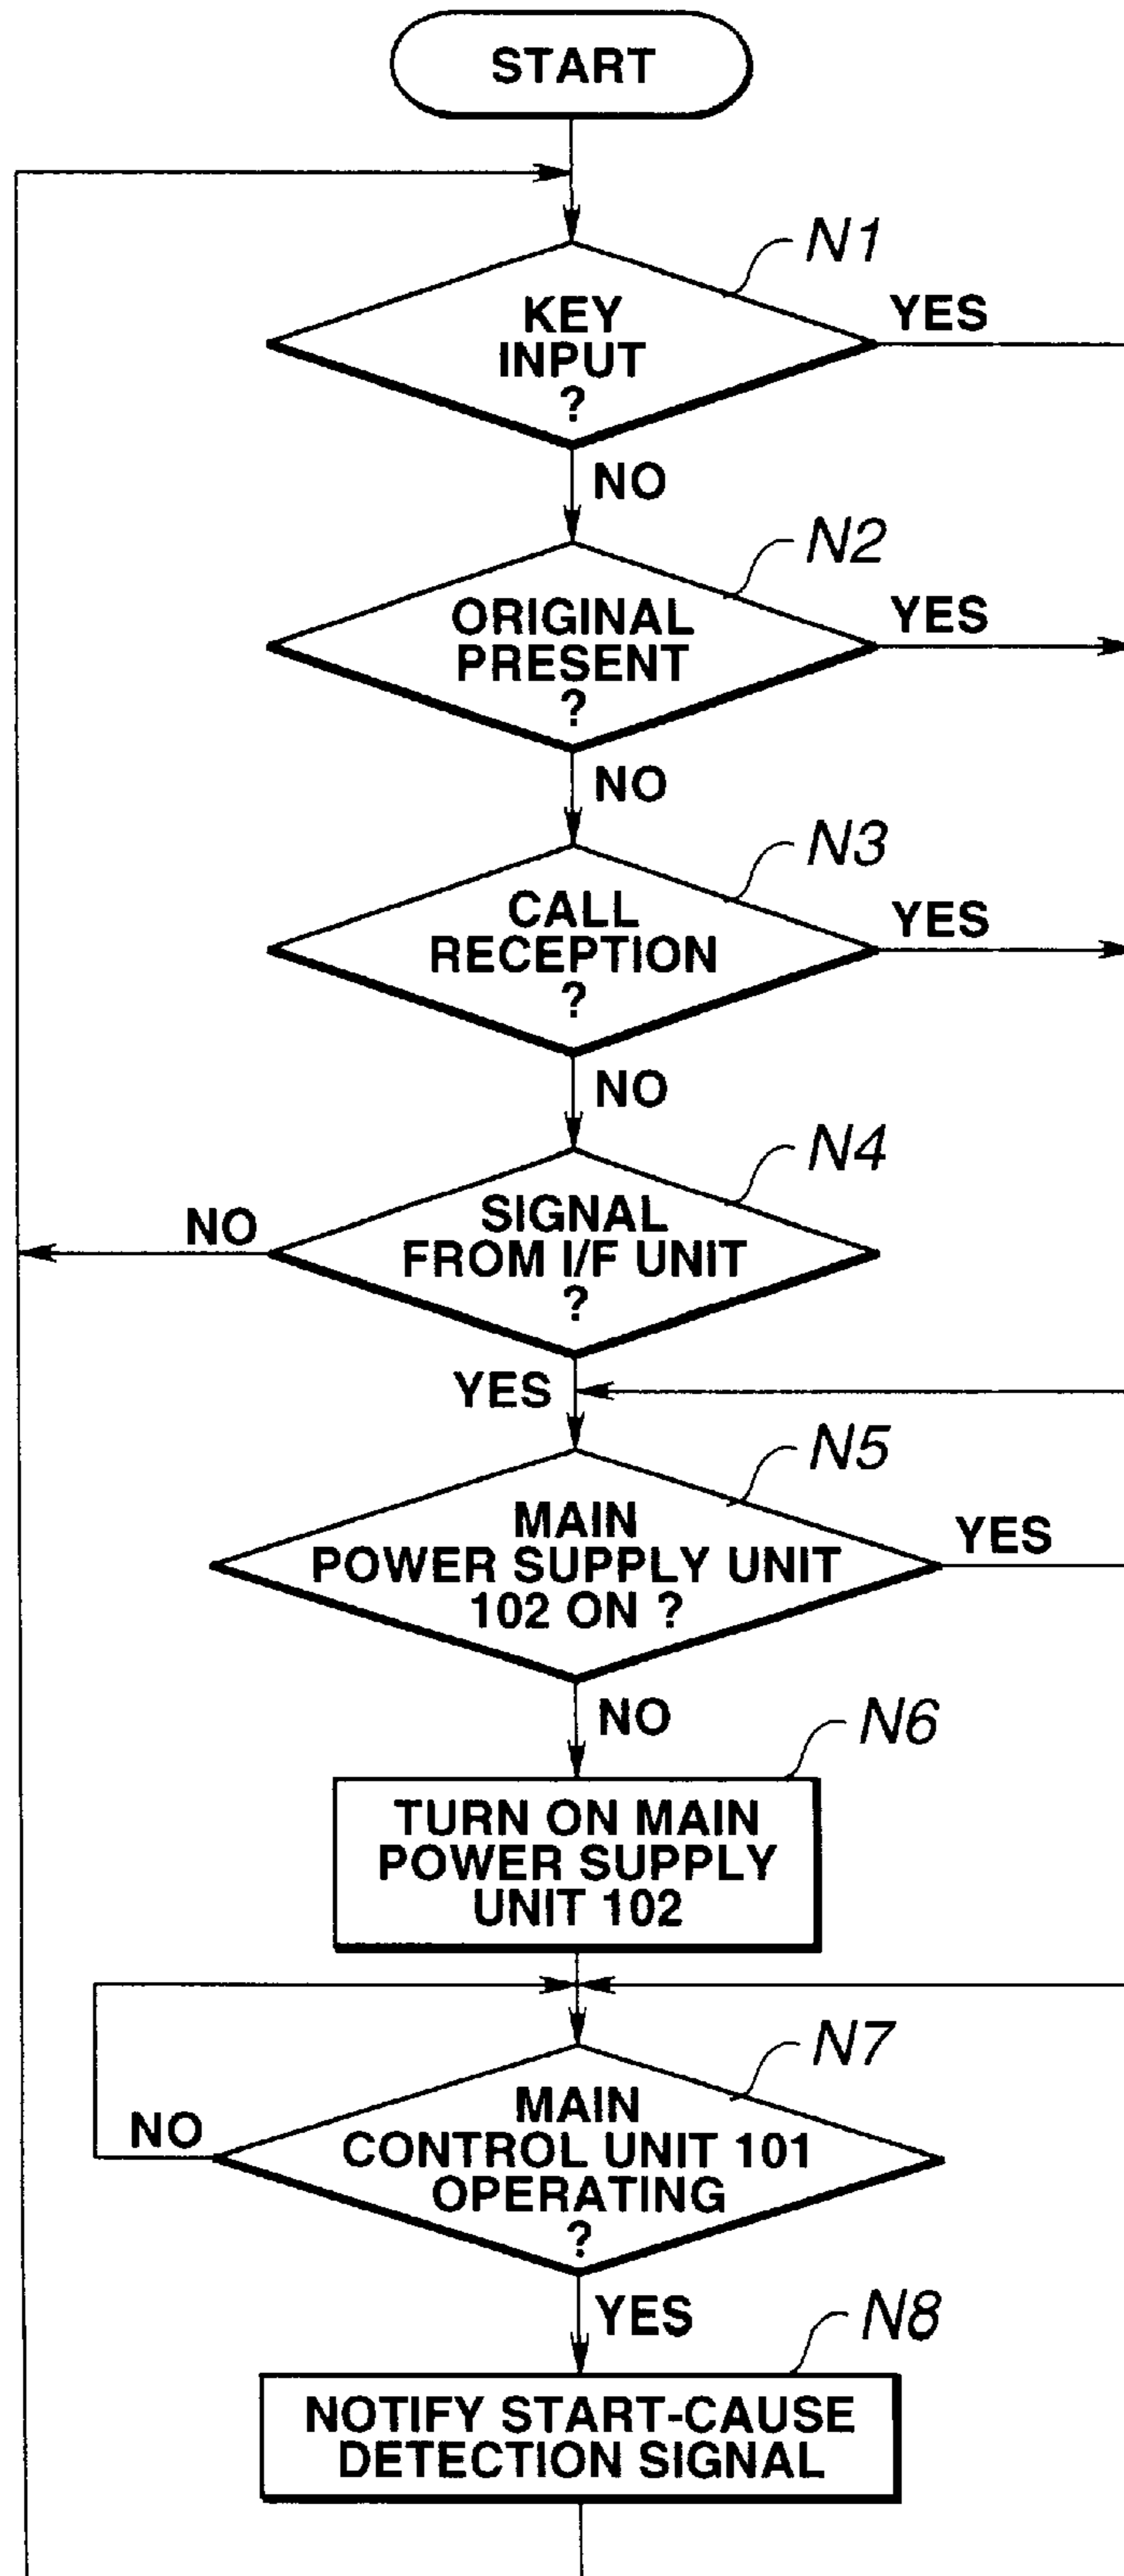 START
N1
KEY
INPUT
?
YES
NO
N2
ORIGINAL
PRESENT
?
YES
NO
N3
CALL
RECEPTION
?
YES
NO
N4
SIGNAL
FROM I/F UNIT
?
NO
YES
N5
MAIN
POWER SUPPLY UNIT
102 ON ?
YES
NO
N6
TURN ON MAIN
POWER SUPPLY
UNIT 102
N7
MAIN
CONTROL UNIT 101
OPERATING
?
NO
YES
N8
NOTIFY START-CAUSE
DETECTION SIGNAL